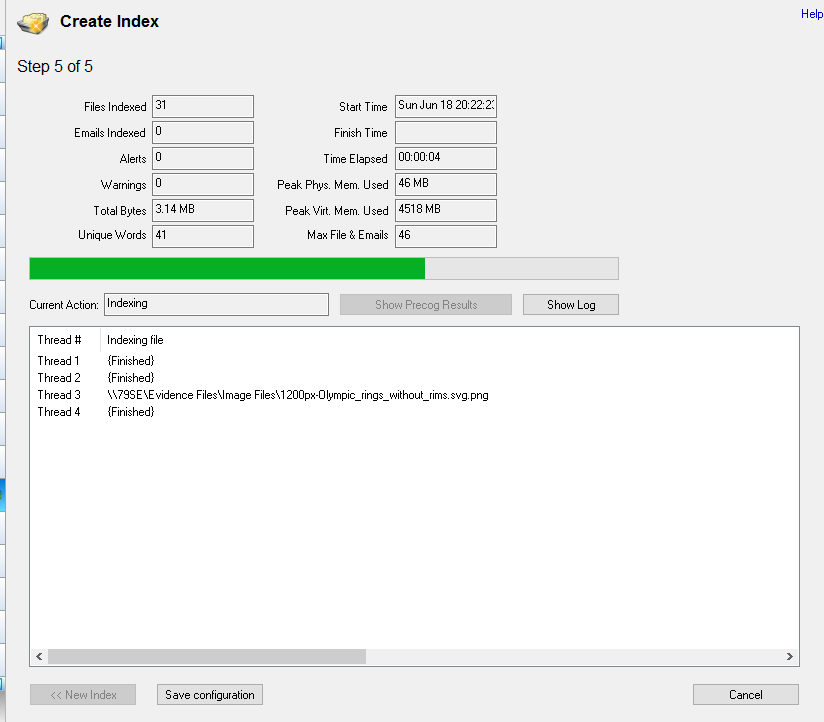 Create Index
Help
Step 5 of 5
Files Indexed 31 Start Time Sun Jun 18 20:22:23
Emails Indexed 0 Finish Time
Alerts 0 Time Elapsed 00:00:04
Warnings 0 Peak Phys. Mem. Used 46 MB
Total Bytes 3.14 MB Peak Virt. Mem. Used 4518 MB
Unique Words 41 Max File & Emails 46
Current Action: Indexing Show Precog Results Show Log
Thread # Indexing file
Thread 1 {Finished}
Thread 2 {Finished}
Thread 3 \\79SE\Evidence Files\Image Files\1200px-Olympic_rings_without_rims.svg.png
Thread 4 {Finished}
<< New Index Save configuration Cancel